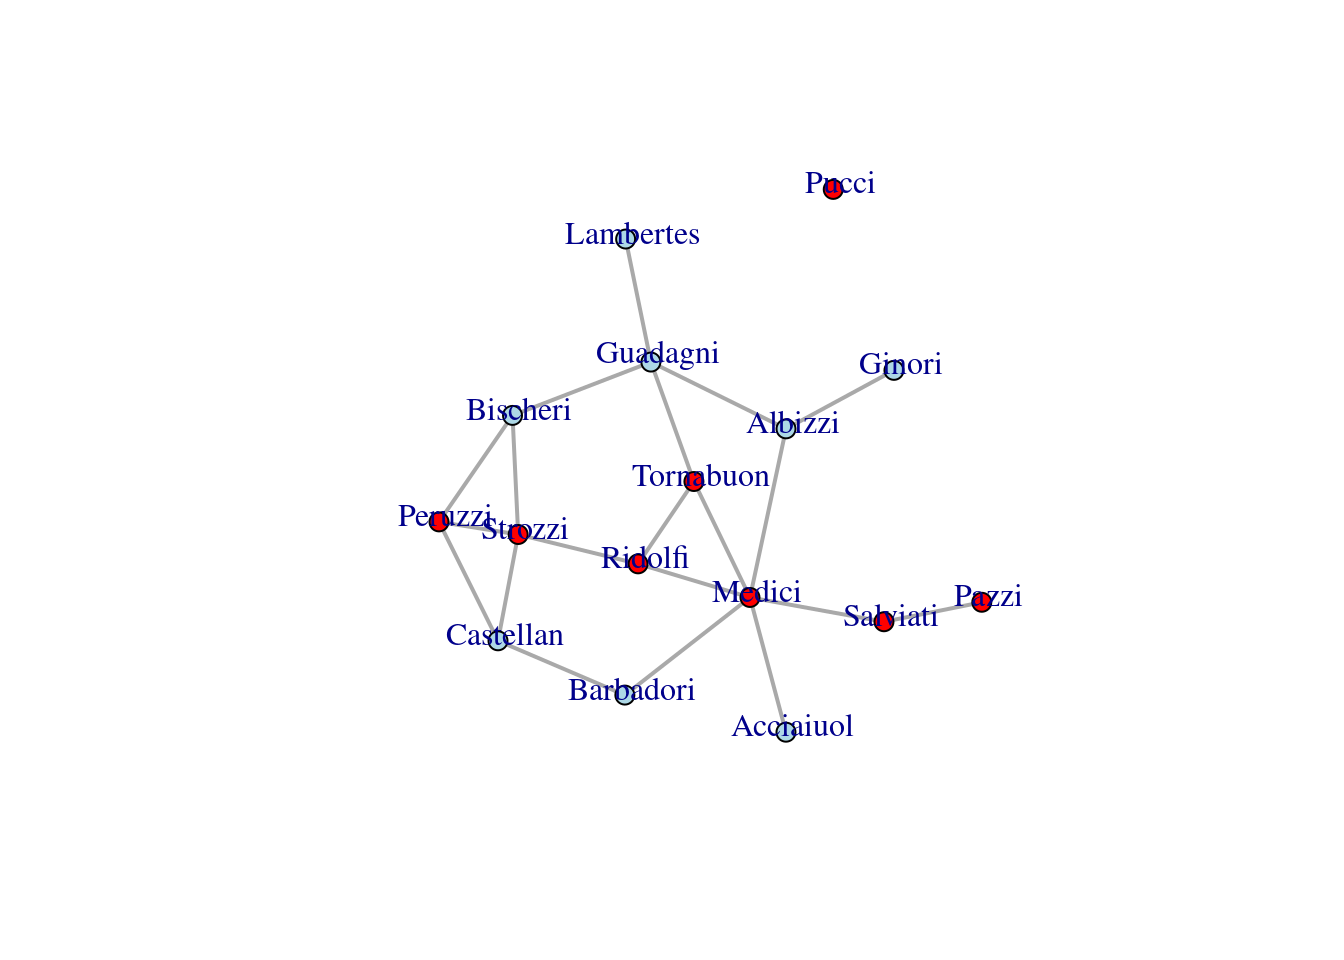 Pucci
Lambertes
Guadagni
Ginori
Bischeri
Albizzi
Tornabuon
Peruzzi
Strozzi
Ridolfi
Medici
Pazzi
Salviati
Castellan
Barbadori
Acciaiuol